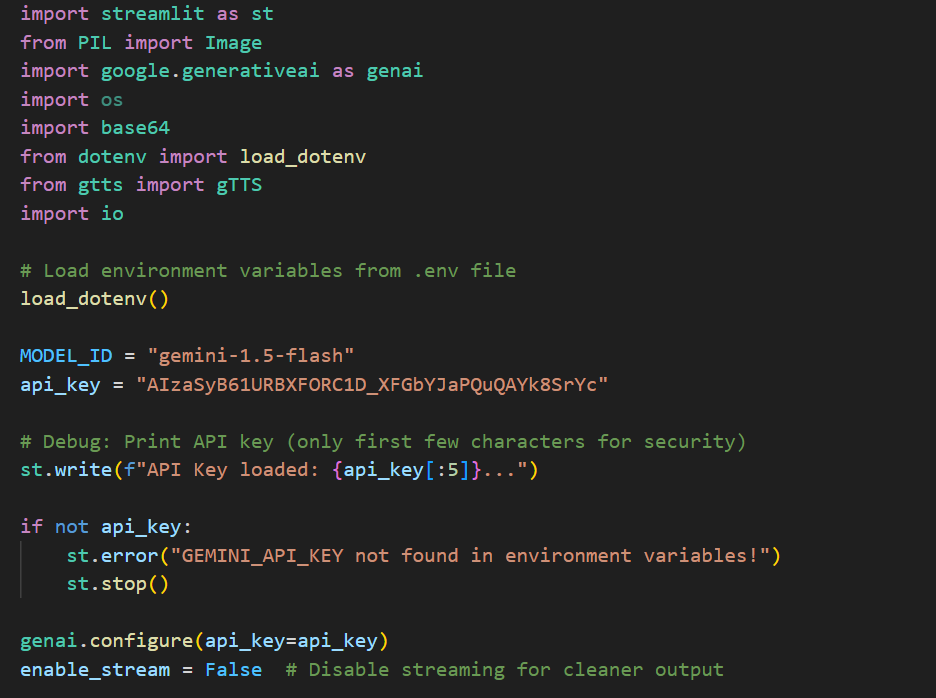 import streamlit as st
from PIL import Image
import google.generativeai as genai
import os
import base64
from dotenv import load_dotenv
from gtts import gTTS
import io
# Load environment variables from .env file
load_dotenv()
MODEL_ID = "gemini-1.5-flash"
api_key = "AIzaSyB61URBXFORC1D_XFGbYJaPQuQAYk8SrYc"
# Debug: Print API key (only first few characters for security)
st.write(f"API Key loaded: {api_key[:5]}...")
if not api_key:
    st.error("GEMINI_API_KEY not found in environment variables!")
    st.stop()
genai.configure(api_key=api_key)
enable_stream = False  # Disable streaming for cleaner output